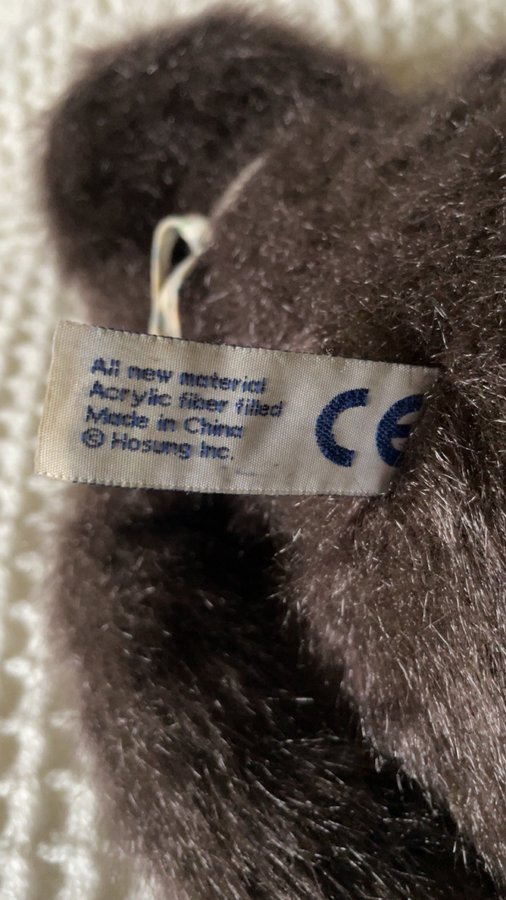 All new material
Acrylic fiber filled
Made in China
© Hosung Inc.
CE